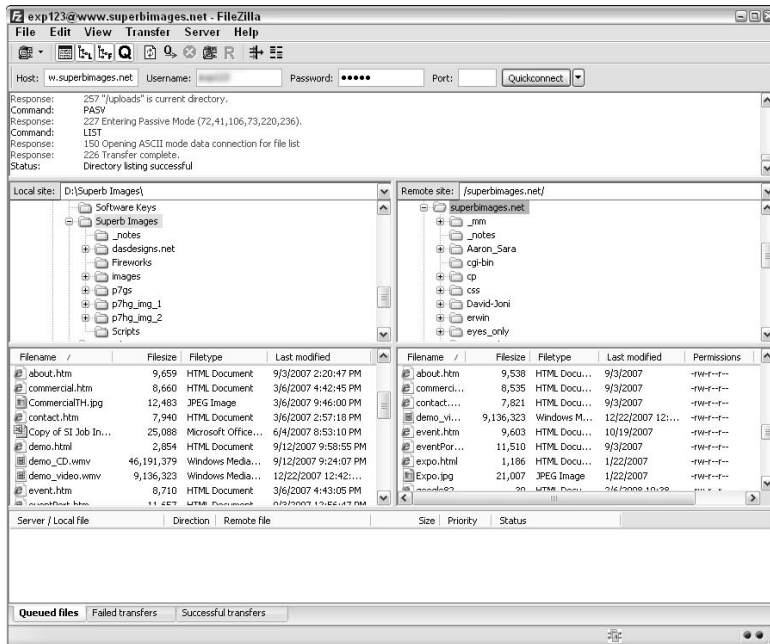 exp123@www.superbimages.net - FileZilla
File Edit View Transfer Server Help
Host: w.superbimages.net Username: Password: ●●●●● Port: Quickconnect
Response: 257 "/uploads" is current directory.
Command: PASV
Response: 227 Entering Passive Mode (72,41,106,73,220,236).
Command: LIST
Response: 150 Opening ASCII mode data connection for file list
Response: 226 Transfer complete.
Status: Directory listing successful
Local site: D:\Superb Images\
Software Keys
Superb Images
_notes
dasdesigns.net
Fireworks
images
p7gs
p7hg_img_1
p7hg_img_2
Scripts
Remote site: /superbimages.net/
superbimages.net
_mm
_notes
Aaron_Sara
cgi-bin
cp
css
David-Joni
erwin
eyes_only
Filename / Filesize Filetype Last modified
about.htm 9,659 HTML Document 9/3/2007 2:20:47 PM
commercial.htm 8,660 HTML Document 3/6/2007 4:42:45 PM
CommercialTH.jpg 12,483 JPEG Image 3/6/2007 9:46:00 PM
contact.htm 7,940 HTML Document 3/6/2007 2:57:18 PM
Copy of SI Job In... 25,088 Microsoft Office... 6/4/2007 8:53:10 PM
demo.html 2,854 HTML Document 9/12/2007 9:58:55 PM
demo_CD.wmv 46,191,379 Windows Media... 9/12/2007 9:24:07 PM
demo_video.wmv 9,136,323 Windows Media... 12/22/2007 12:42:...
event.htm 8,710 HTML Document 3/6/2007 4:43:05 PM
eventPort.htm 11,657 HTML Document 9/3/2007 12:56:47 PM
Filename / Filesize Filetype Last modified Permissions
about.htm 9,538 HTML Docu... 9/3/2007 -rw-r--r--
commerci... 8,535 HTML Docu... 9/3/2007 -rw-r--r--
contact.... 7,821 HTML Docu... 9/3/2007 -rw-r--r--
demo_vi... 9,136,323 Windows M... 12/22/2007 12:... -rw-r--r--
event.htm 9,603 HTML Docu... 10/19/2007 -rw-r--r--
eventPor... 11,510 HTML Docu... 9/3/2007 -rw-r--r--
expo.html 1,186 HTML Docu... 1/22/2007 -rw-r--r--
Expo.jpg 21,007 JPEG Image 1/22/2007 -rw-r--r--
HTML Docu... -rw-r--r--
Server / Local file Direction Remote file Size Priority Status
Queued files Failed transfers Successful transfers